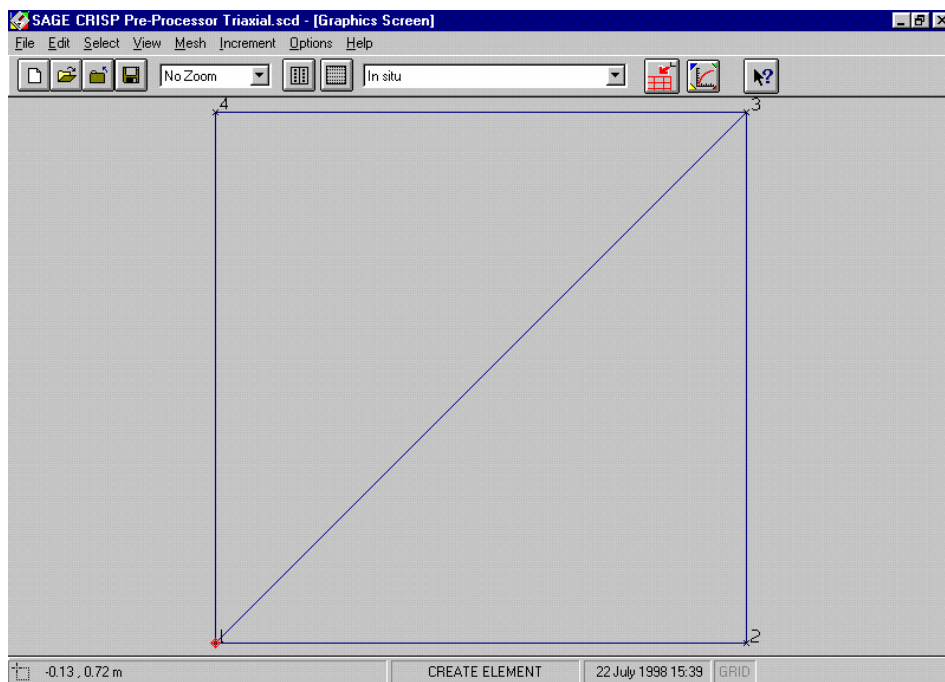 SAGE CRISP Pre-Processor Triaxial.scd - [Graphics Screen]
File Edit Select View Mesh Increment Options Help
No Zoom In situ
4 3
1 2
-0.13 , 0.72 m CREATE ELEMENT 22 July 1998 15:39 GRID